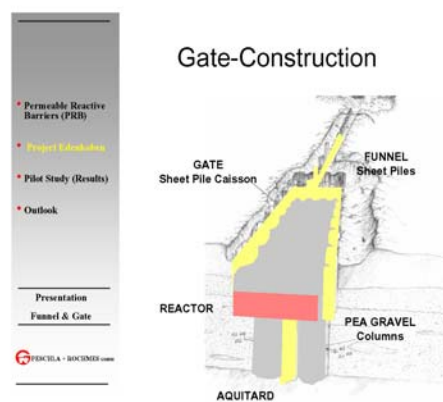 Gate-Construction
• Permeable Reactive
Barriers (PRB)
• Project Edenkoben
• Pilot Study (Results)
• Outlook
Presentation
Funnel & Gate
GATE
Sheet Pile Caisson
FUNNEL
Sheet Piles
REACTOR
PEA GRAVEL
Columns
AQUITARD